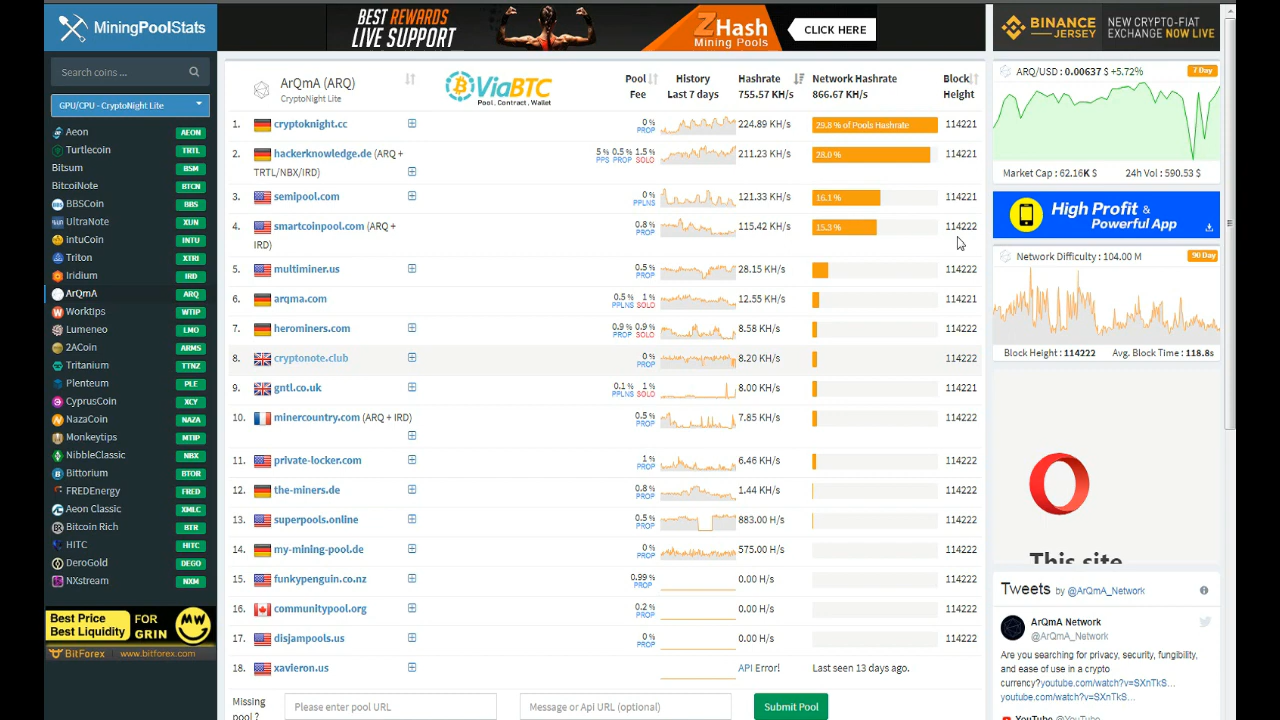 MiningPoolStats
BEST REWARDS
LIVE SUPPORT
ZHash
Mining Pools
CLICK HERE
BINANCE
JERSEY
NEW CRYPTO-FIAT
EXCHANGE NOW LIVE
Search coins ...
GPU/CPU - CryptoNight Lite
Aeon AEON
Turtlecoin TRTL
Bitsum BSM
BitcoiNote BTCN
BBSCoin BBS
UltraNote XUN
IntuCoin INTU
Triton XTRI
Iridium IRD
ArQmA ARQ
Worktips WTIP
Lumeneo LMO
2ACoin ARMS
Tritanium TTNZ
Plenteum PLE
CyprusCoin XCY
NazaCoin NAZA
Monkeytips MTIP
NibbleClassic NBX
Bittorium BTOR
FREDEnergy FRED
Aeon Classic XMLC
Bitcoin Rich BTR
HITC HITC
DeroGold DEGO
NXstream NXM
Best Price FOR
Best Liquidity GRIN
MW
BitForex www.bitforex.com
ArQmA (ARQ)
CryptoNight Lite
ViaBTC
Pool . Contract . Wallet
Pool
Fee
History
Last 7 days
Hashrate
755.57 KH/s
Network Hashrate
866.67 KH/s
Block
Height
1. cryptoknight.cc 0 % PROP 224.89 KH/s 29.8 % of Pools Hashrate 114221
2. hackerknowledge.de (ARQ + 5 % 0.5 % 1.5 % 211.23 KH/s 28.0 % 114221
TRTL/NBX/IRD) PPS PROP SOLO
3. semipool.com 0 % PPLNS 121.33 KH/s 16.1 % 114221
4. smartcoinpool.com (ARQ + 0.8 % PROP 115.42 KH/s 15.3 % 114222
IRD)
5. multiminer.us 0.5 % PROP 28.15 KH/s 114222
6. arqma.com 0.5 % 1 % PPLNS SOLO 12.55 KH/s 114221
7. herominers.com 0.9 % 0.9 % PROP SOLO 8.58 KH/s 114222
8. cryptonote.club 0 % PROP 8.20 KH/s 114222
9. gntl.co.uk 0.1 % 1 % PPLNS SOLO 8.00 KH/s 114221
10. minercountry.com (ARQ + IRD) 0.5 % PROP 7.85 KH/s 114222
11. private-locker.com 1 % PROP 6.46 KH/s 114222
12. the-miners.de 0.8 % PROP 1.44 KH/s 114222
13. superpools.online 0.5 % PROP 883.00 H/s 114222
14. my-mining-pool.de 0 % PROP 575.00 H/s 114222
15. funkypenguin.co.nz 0.99 % PROP 0.00 H/s 114222
16. communitypool.org 0.2 % PROP 0.00 H/s 114222
17. disjampools.us 0 % PROP 0.00 H/s 114222
18. xavieron.us API Error! Last seen 13 days ago.
Missing
pool ?
Please enter pool URL
Message or Api URL (optional)
Submit Pool
ARQ/USD : 0.00637 $ +5.72%
7 Day
Market Cap : 62.16K $ 24h Vol : 590.53 $
High Profit &
Powerful App
Network Difficulty : 104.00 M
90 Day
Block Height : 114222 Avg. Block Time : 118.8s
This site
Tweets by @ArQmA_Network
ArQmA Network
@ArQmA_Network
Are you searching for privacy, security, fungibility,
and ease of use in a crypto
currency?youtube.com/watch?v=SXnTkS...
youtube.com/watch?v=SXnTkS...
YouTube @YouTube